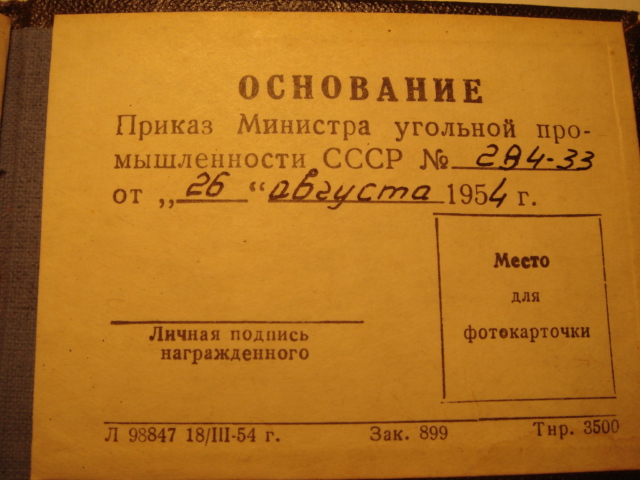 ОСНОВАНИЕ
Приказ Министра угольной про-
мышленности СССР № 284-33
от „26“ августа 1954 г.
Место
для
фотокарточки
Личная подпись
награжденного
Л 98847 18/III-54 г. Зак. 899 Тир. 3500